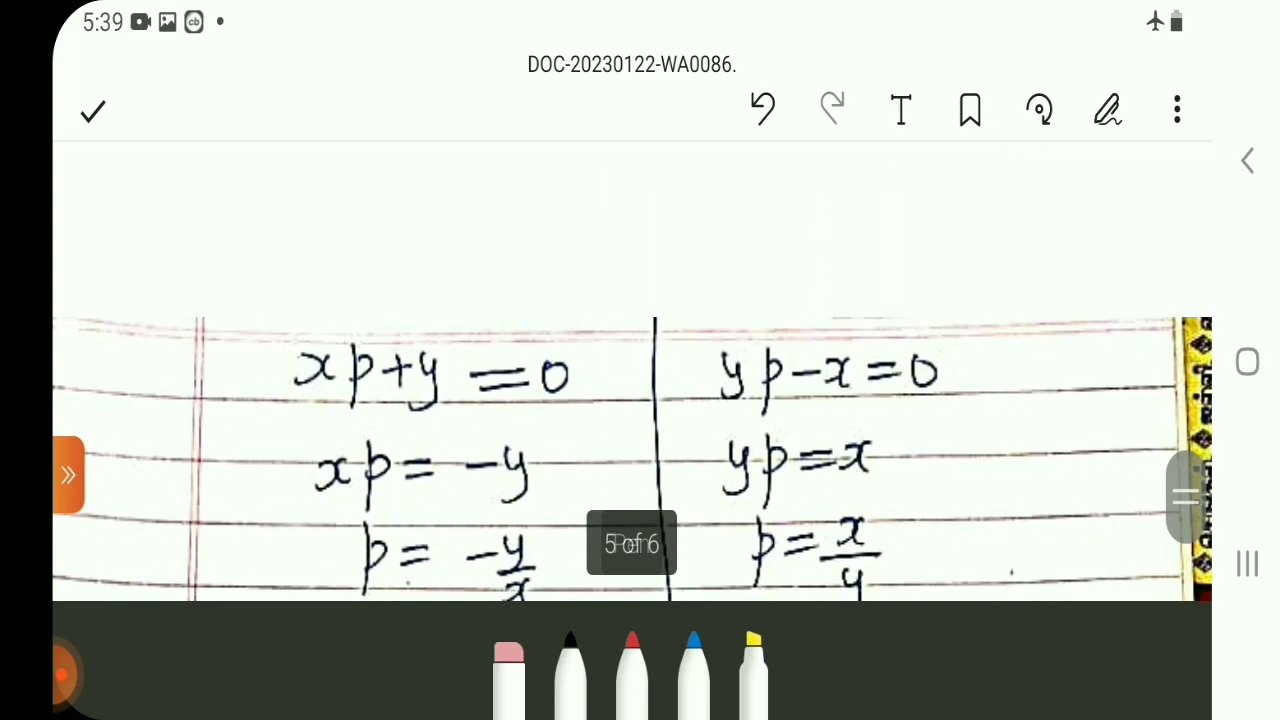 5:39
DOC-20230122-WA0086.
xp+y=0
yp-x=0
xp=-y
yp=x
p=-y/x
p=x/y
5 of 6